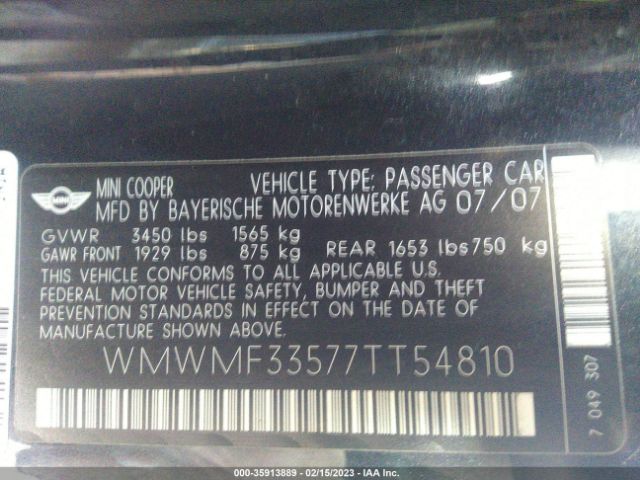 MINI
MINI COOPER VEHICLE TYPE: PASSENGER CAR
MFD BY BAYERISCHE MOTORENWERKE AG 07/07
GVWR 3450 lbs 1565 kg
GAWR FRONT 1929 lbs 875 kg REAR 1653 lbs 750 kg
THIS VEHICLE CONFORMS TO ALL APPLICABLE U.S.
FEDERAL MOTOR VEHICLE SAFETY, BUMPER AND THEFT
PREVENTION STANDARDS IN EFFECT ON THE DATE OF
MANUFACTURE SHOWN ABOVE.
WMWMF33577TT54810
7 049 307
000-35913889 - 02/15/2023 - IAA Inc.